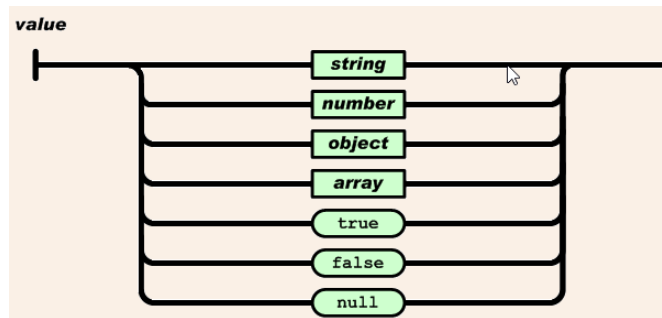 value
string
number
object
array
true
false
null